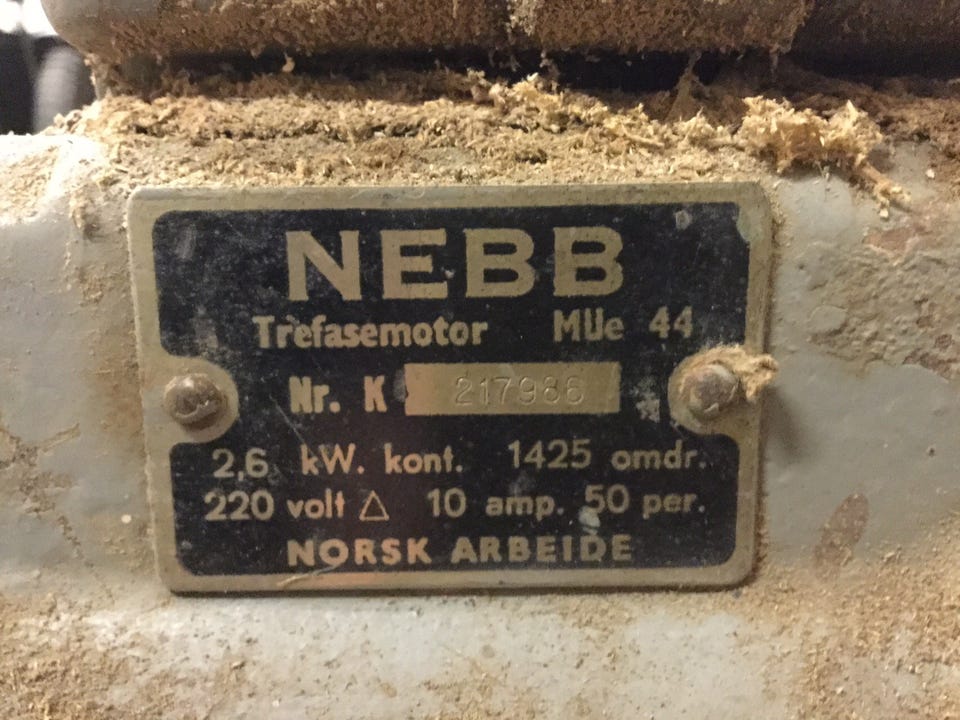 NEBB
Trefasemotor MUe 44
Nr. K 217986
2,6 kW. kont. 1425 omdr.
220 volt △ 10 amp. 50 per.
NORSK ARBEIDE